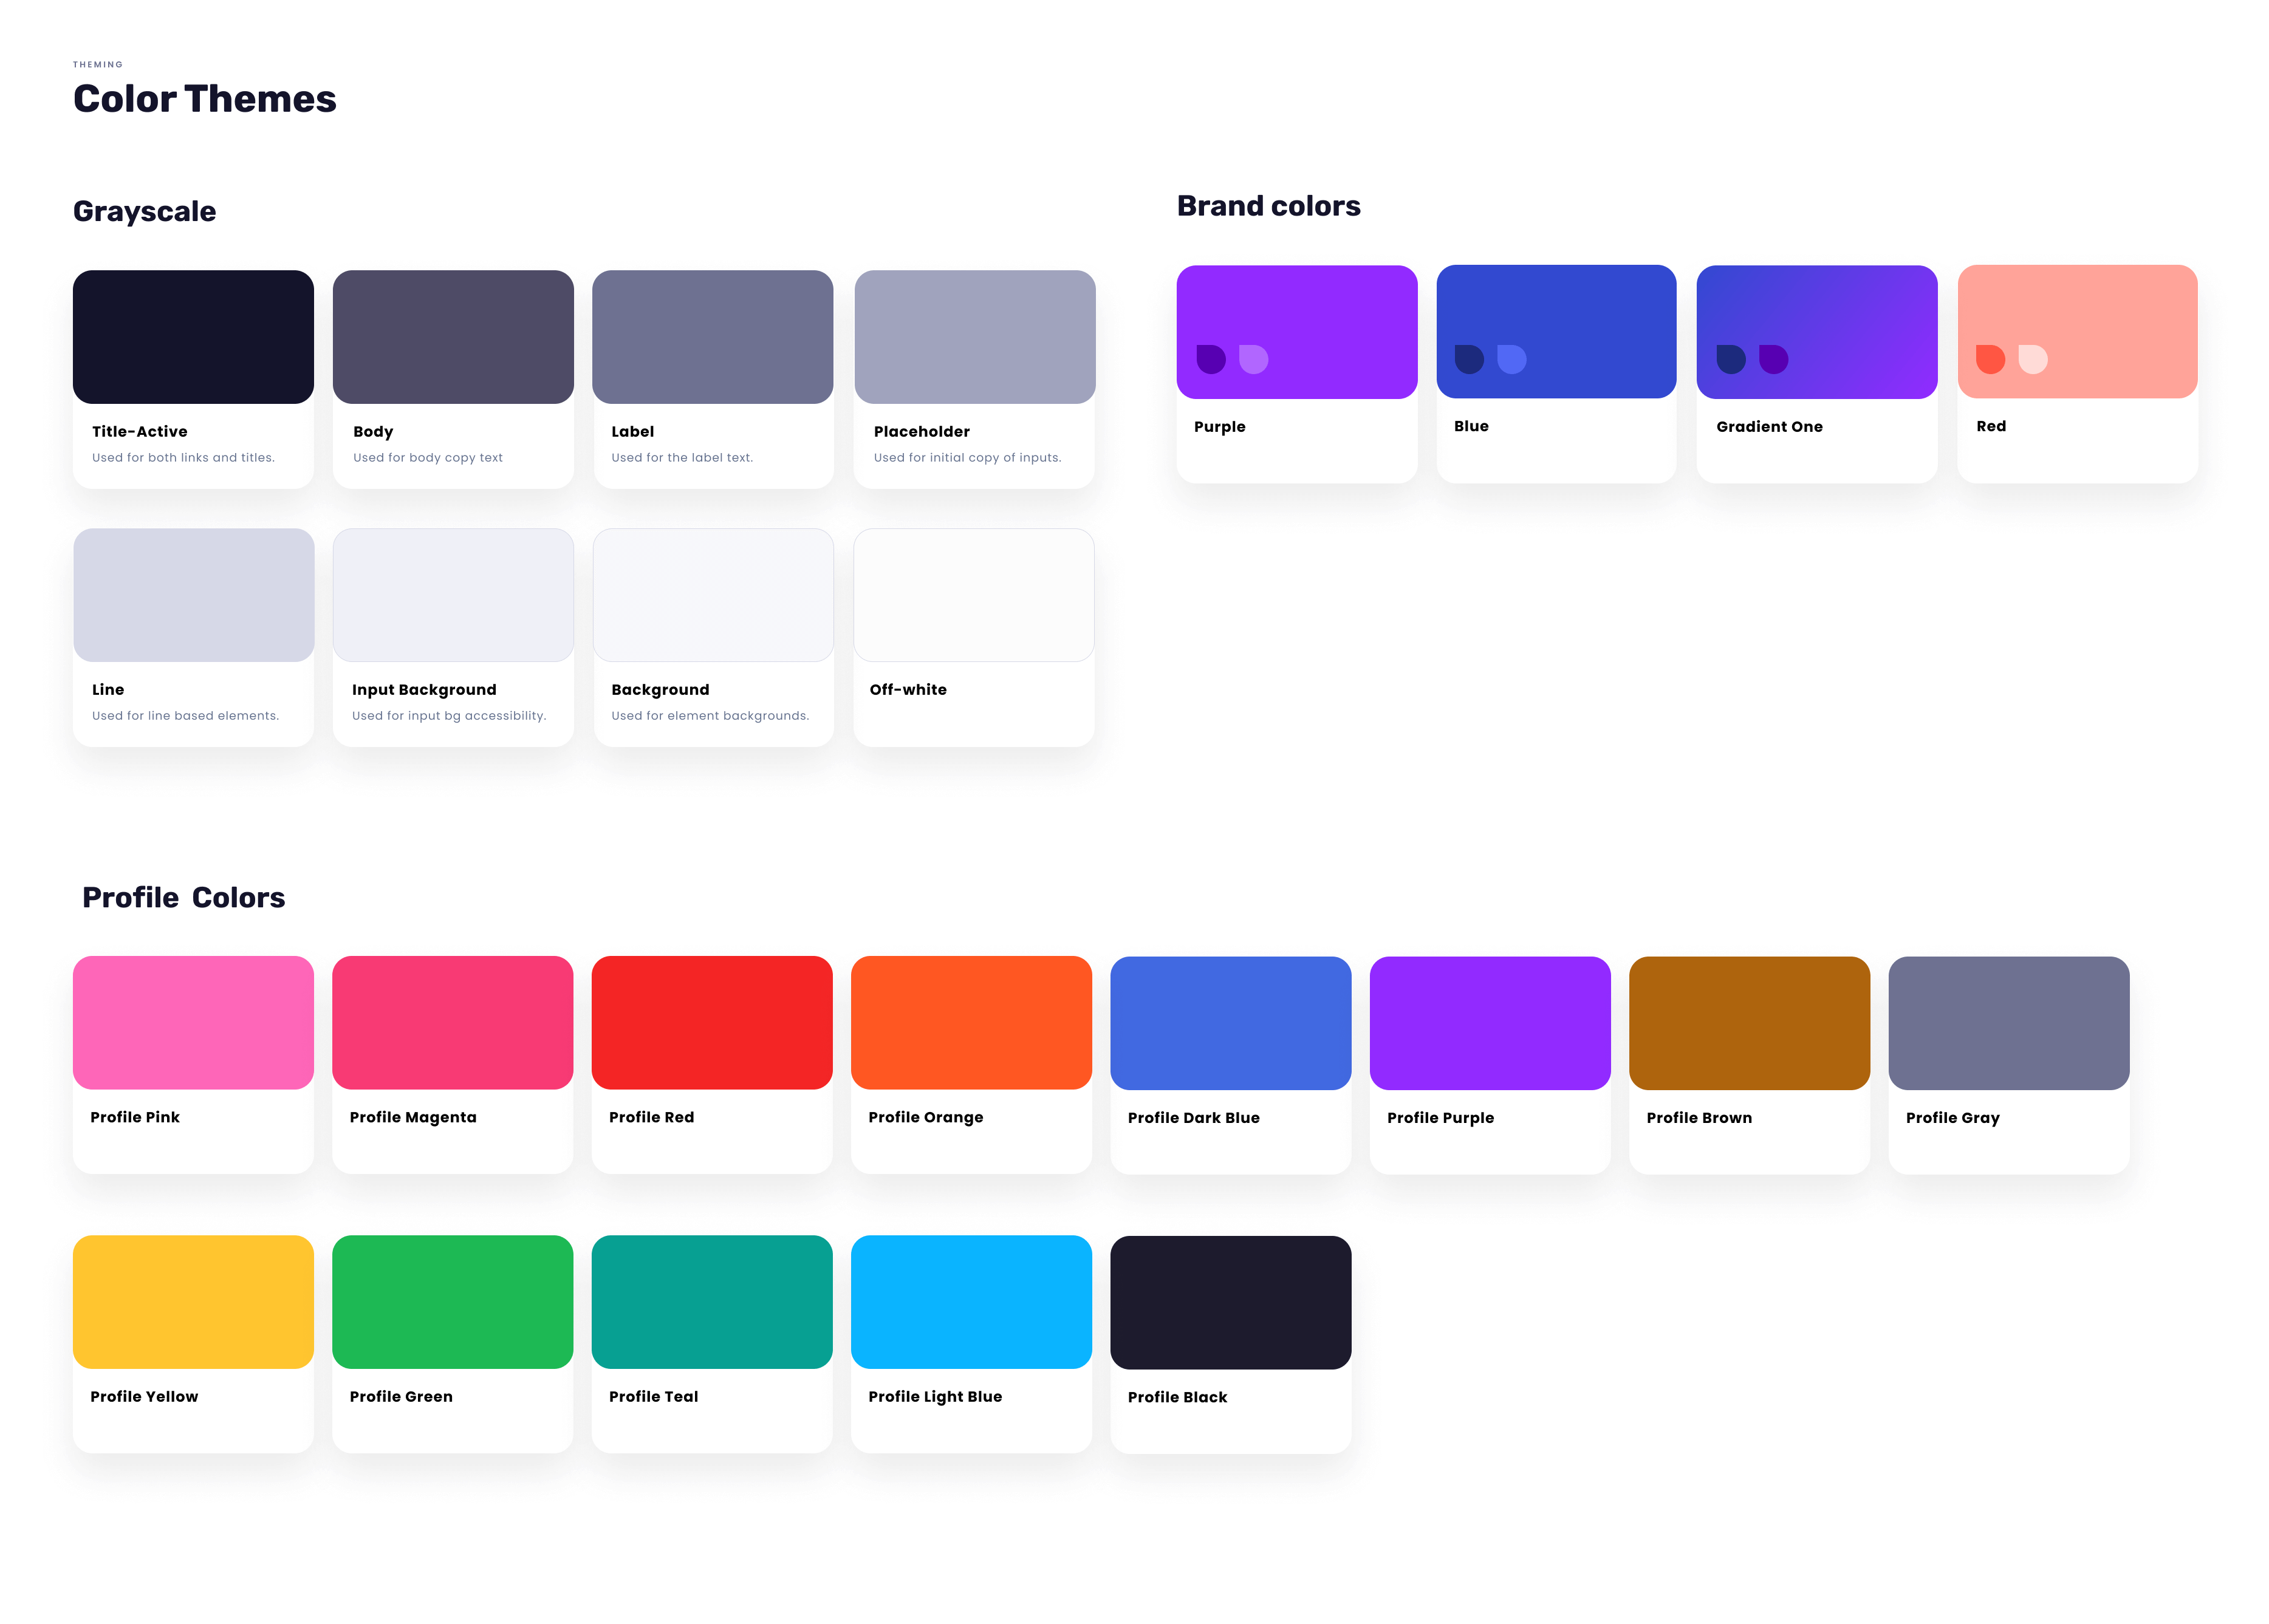 THEMING
Color Themes
Grayscale
Title-Active
Used for both links and titles.
Body
Used for body copy text
Label
Used for the label text.
Placeholder
Used for initial copy of inputs.
Line
Used for line based elements.
Input Background
Used for input bg accessibility.
Background
Used for element backgrounds.
Off-white
Brand colors
Purple
Blue
Gradient One
Red
Profile Colors
Profile Pink
Profile Magenta
Profile Red
Profile Orange
Profile Dark Blue
Profile Purple
Profile Brown
Profile Gray
Profile Yellow
Profile Green
Profile Teal
Profile Light Blue
Profile Black